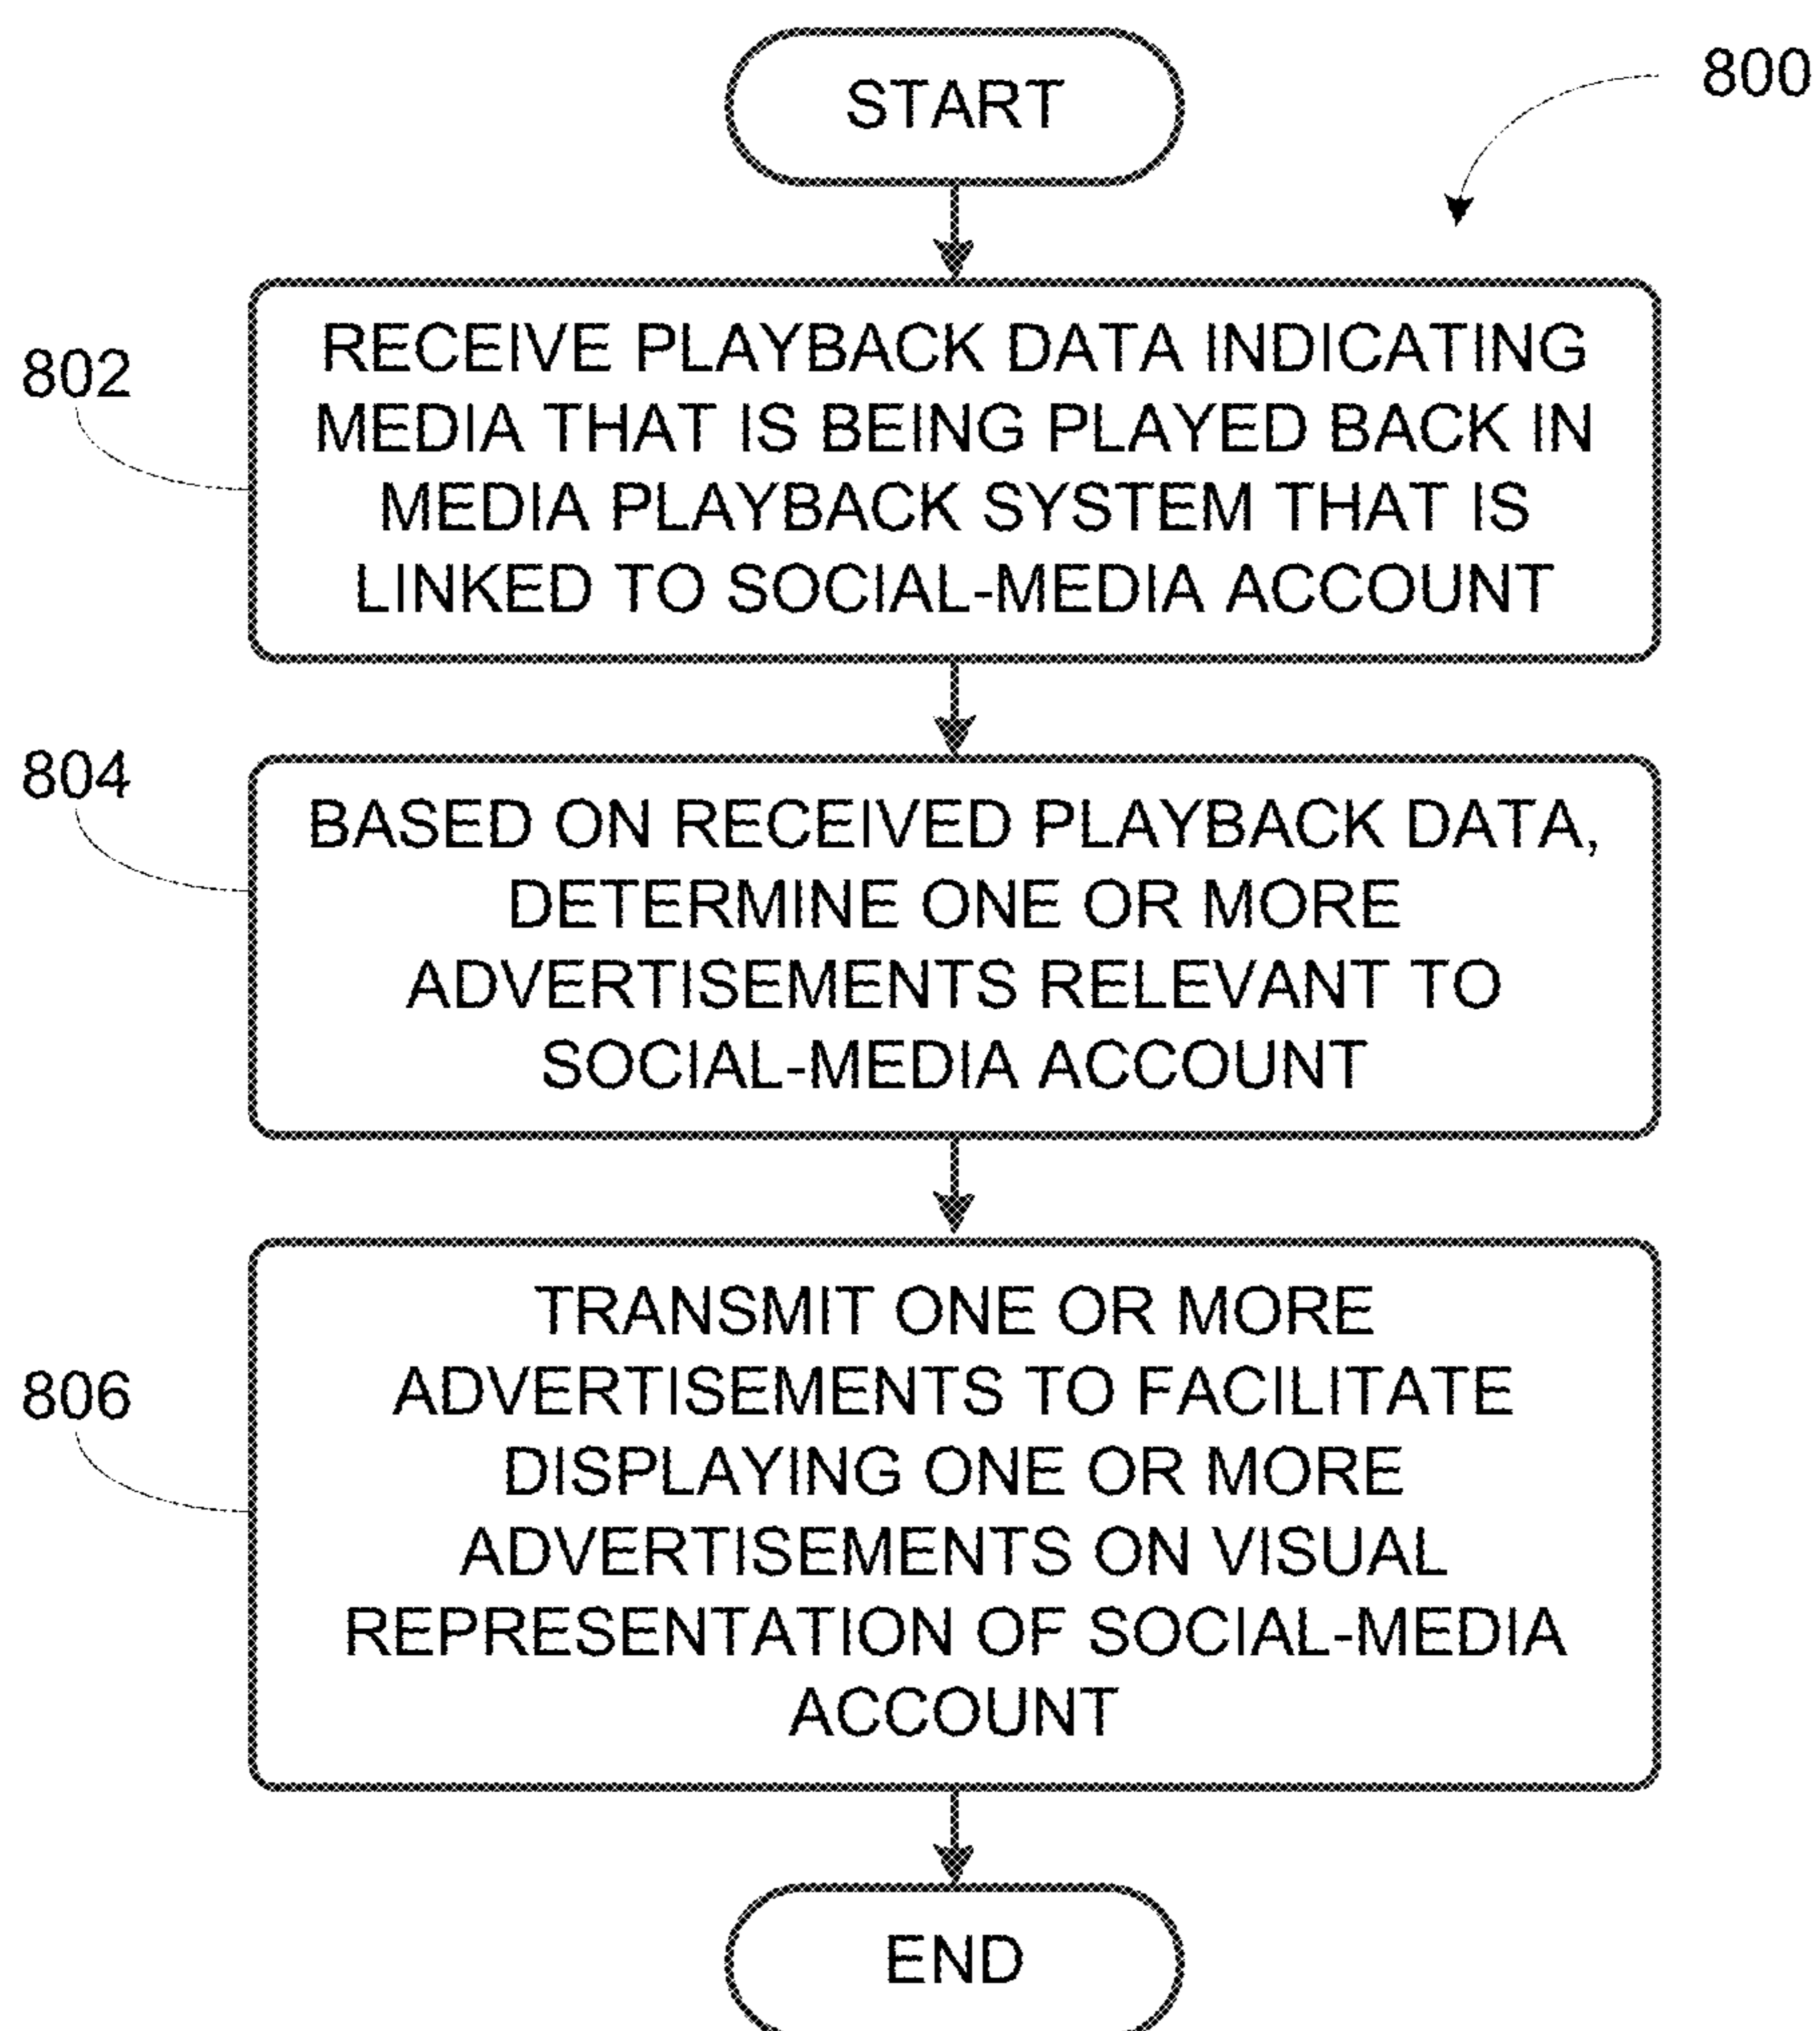 START
800
802
RECEIVE PLAYBACK DATA INDICATING
MEDIA THAT IS BEING PLAYED BACK IN
MEDIA PLAYBACK SYSTEM THAT IS
LINKED TO SOCIAL-MEDIA ACCOUNT
804
BASED ON RECEIVED PLAYBACK DATA,
DETERMINE ONE OR MORE
ADVERTISEMENTS RELEVANT TO
SOCIAL-MEDIA ACCOUNT
806
TRANSMIT ONE OR MORE
ADVERTISEMENTS TO FACILITATE
DISPLAYING ONE OR MORE
ADVERTISEMENTS ON VISUAL
REPRESENTATION OF SOCIAL-MEDIA
ACCOUNT
END